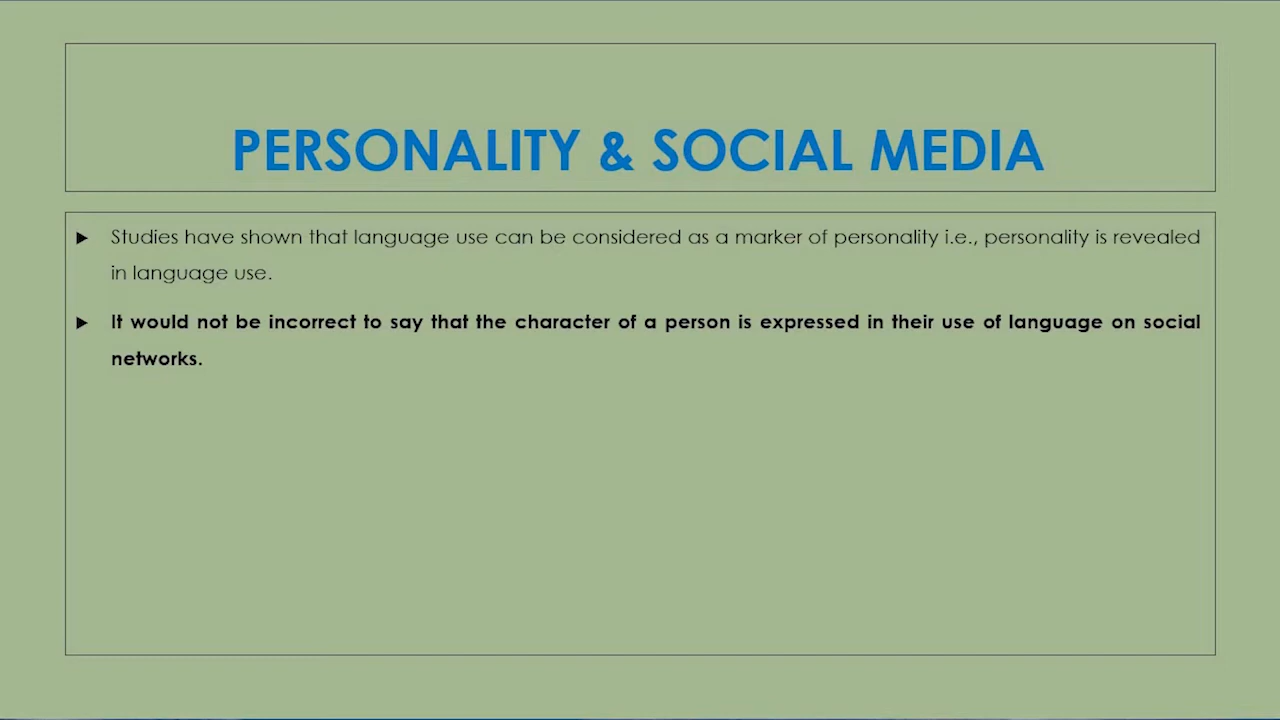 PERSONALITY & SOCIAL MEDIA
Studies have shown that language use can be considered as a marker of personality i.e., personality is revealed
in language use.
It would not be incorrect to say that the character of a person is expressed in their use of language on social
networks.